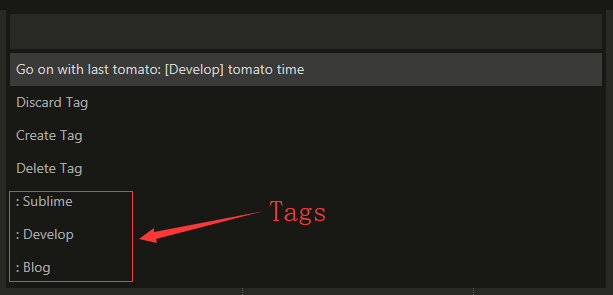 Go on with last tomato: [Develop] tomato time
Discard Tag
Create Tag
Delete Tag
: Sublime
: Develop
: Blog
Tags